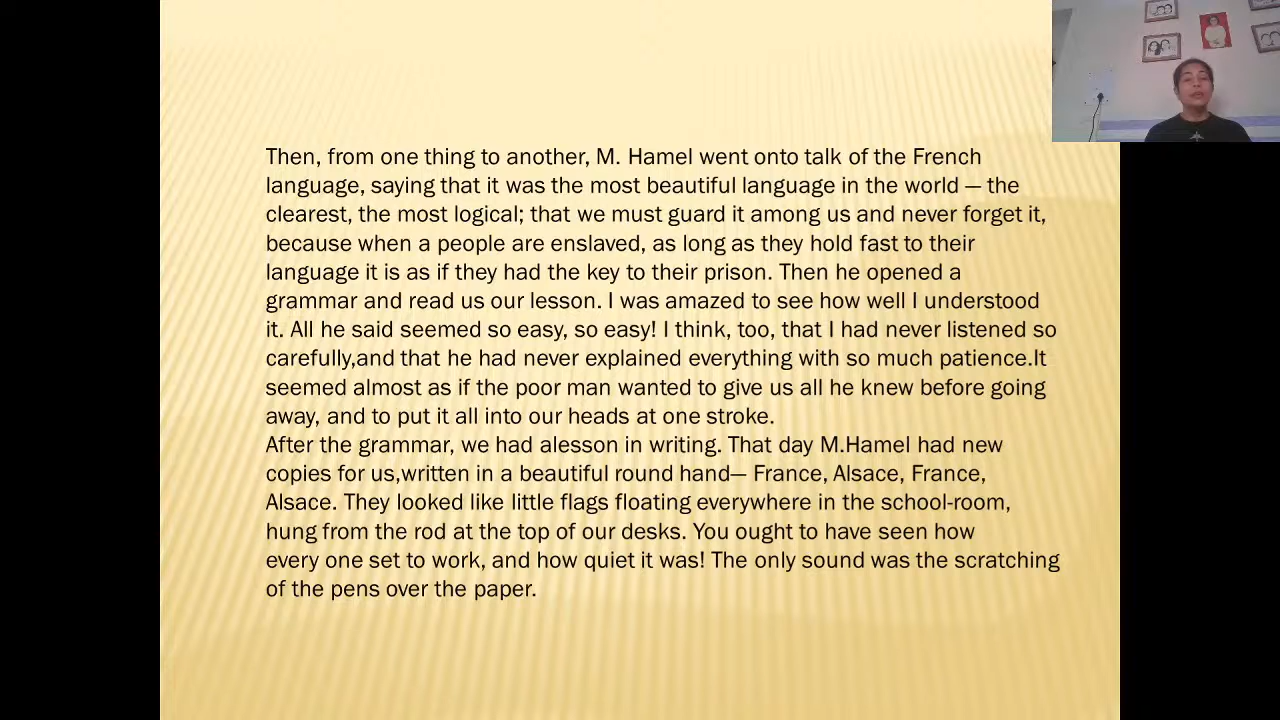 Then, from one thing to another, M. Hamel went onto talk of the French
language, saying that it was the most beautiful language in the world — the
clearest, the most logical; that we must guard it among us and never forget it,
because when a people are enslaved, as long as they hold fast to their
language it is as if they had the key to their prison. Then he opened a
grammar and read us our lesson. I was amazed to see how well I understood
it. All he said seemed so easy, so easy! I think, too, that I had never listened so
carefully,and that he had never explained everything with so much patience.It
seemed almost as if the poor man wanted to give us all he knew before going
away, and to put it all into our heads at one stroke.
After the grammar, we had alesson in writing. That day M.Hamel had new
copies for us,written in a beautiful round hand— France, Alsace, France,
Alsace. They looked like little flags floating everywhere in the school-room,
hung from the rod at the top of our desks. You ought to have seen how
every one set to work, and how quiet it was! The only sound was the scratching
of the pens over the paper.